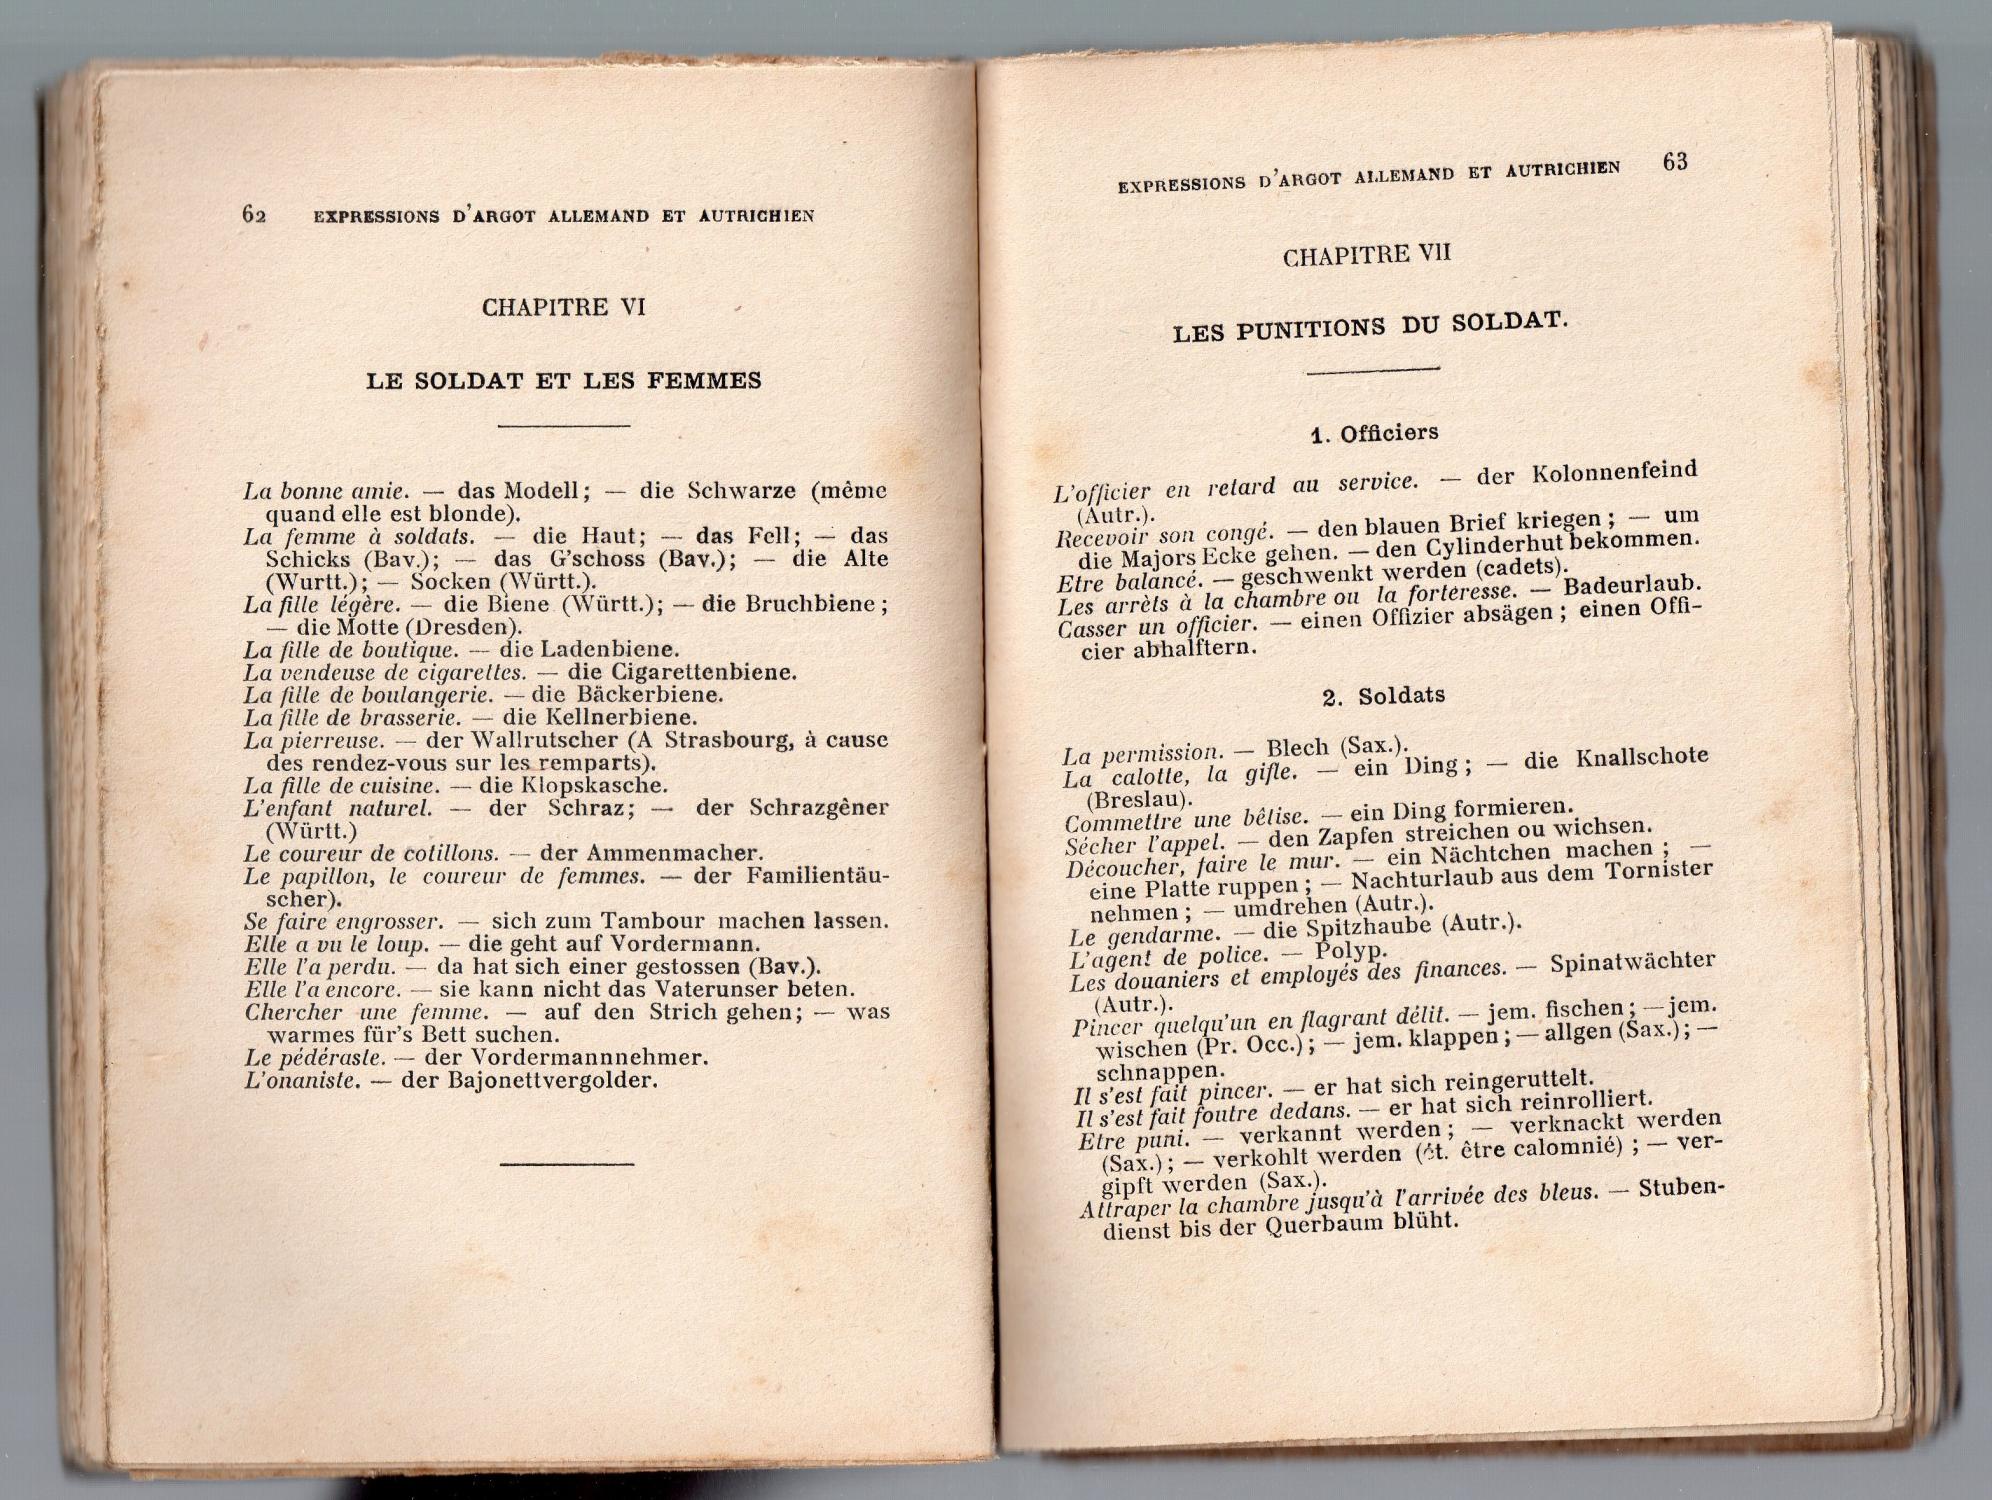 62 EXPRESSIONS D'ARGOT ALLEMAND ET AUTRICHIEN
CHAPITRE VI
LE SOLDAT ET LES FEMMES
La bonne amie. — das Modell; — die Schwarze (même
quand elle est blonde).
La femme à soldats. — die Haut; — das Fell; — das
Schicks (Bav.); — das G'schoss (Bav.); — die Alte
(Wurtt.); — Socken (Württ.).
La fille légère. — die Biene (Württ.); — die Bruchbiene;
— die Motte (Dresden).
La fille de boutique. — die Ladenbiene.
La vendeuse de cigarettes. — die Cigarettenbiene.
La fille de boulangerie. — die Bäckerbiene.
La fille de brasserie. — die Kellnerbiene.
La pierreuse. — der Wallrutscher (A Strasbourg, à cause
des rendez-vous sur les remparts).
La fille de cuisine. — die Klopskasche.
L'enfant naturel. — der Schraz; — der Schrazgêner
(Württ.)
Le coureur de cotillons. — der Ammenmacher.
Le papillon, le coureur de femmes. — der Familientäu-
scher).
Se faire engrosser. — sich zum Tambour machen lassen.
Elle a vu le loup. — die geht auf Vordermann.
Elle l'a perdu. — da hat sich einer gestossen (Bav.).
Elle l'a encore. — sie kann nicht das Vaterunser beten.
Chercher une femme. — auf den Strich gehen; — was
warmes für's Bett suchen.
Le pédéraste. — der Vordermannnehmer.
L'onaniste. — der Bajonettvergolder.
EXPRESSIONS D'ARGOT ALLEMAND ET AUTRICHIEN 63
CHAPITRE VII
LES PUNITIONS DU SOLDAT.
1. Officiers
L'officier en retard au service. — der Kolonnenfeind
(Autr.).
Recevoir son congé. — den blauen Brief kriegen; — um
die Majors Ecke gehen. — den Cylinderhut bekommen.
Etre balancé. — geschwenkt werden (cadets).
Les arrèts à la chambre ou la forteresse. — Badeurlaub.
Casser un officier. — einen Offizier absägen; einen Offi-
cier abhalftern.
2. Soldats
La permission. — Blech (Sax.).
La calotte, la gifle. — ein Ding; — die Knallschote
(Breslau).
Commettre une bêtise. — ein Ding formieren.
Sécher l'appel. — den Zapfen streichen ou wichsen.
Découcher, faire le mur. — ein Nächtchen machen; —
eine Platte ruppen; — Nachturlaub aus dem Tornister
nehmen; — umdrehen (Autr.).
Le gendarme. — die Spitzhaube (Autr.).
L'agent de police. — Polyp.
Les douaniers et employés des finances. — Spinatwächter
(Autr.).
Pincer quelqu'un en flagrant délit. — jem. fischen; — jem.
wischen (Pr. Occ.); — jem. klappen; — allgen (Sax.); —
schnappen.
Il s'est fait pincer. — er hat sich reingeruttelt.
Il s'est fait foutre dedans. — er hat sich reinrolliert.
Etre puni. — verkannt werden; — verknackt werden
(Sax.); — verkohlt werden (ét. être calomnié); — ver-
gipft werden (Sax.).
Attraper la chambre jusqu'à l'arrivée des bleus. — Stuben-
dienst bis der Querbaum blüht.